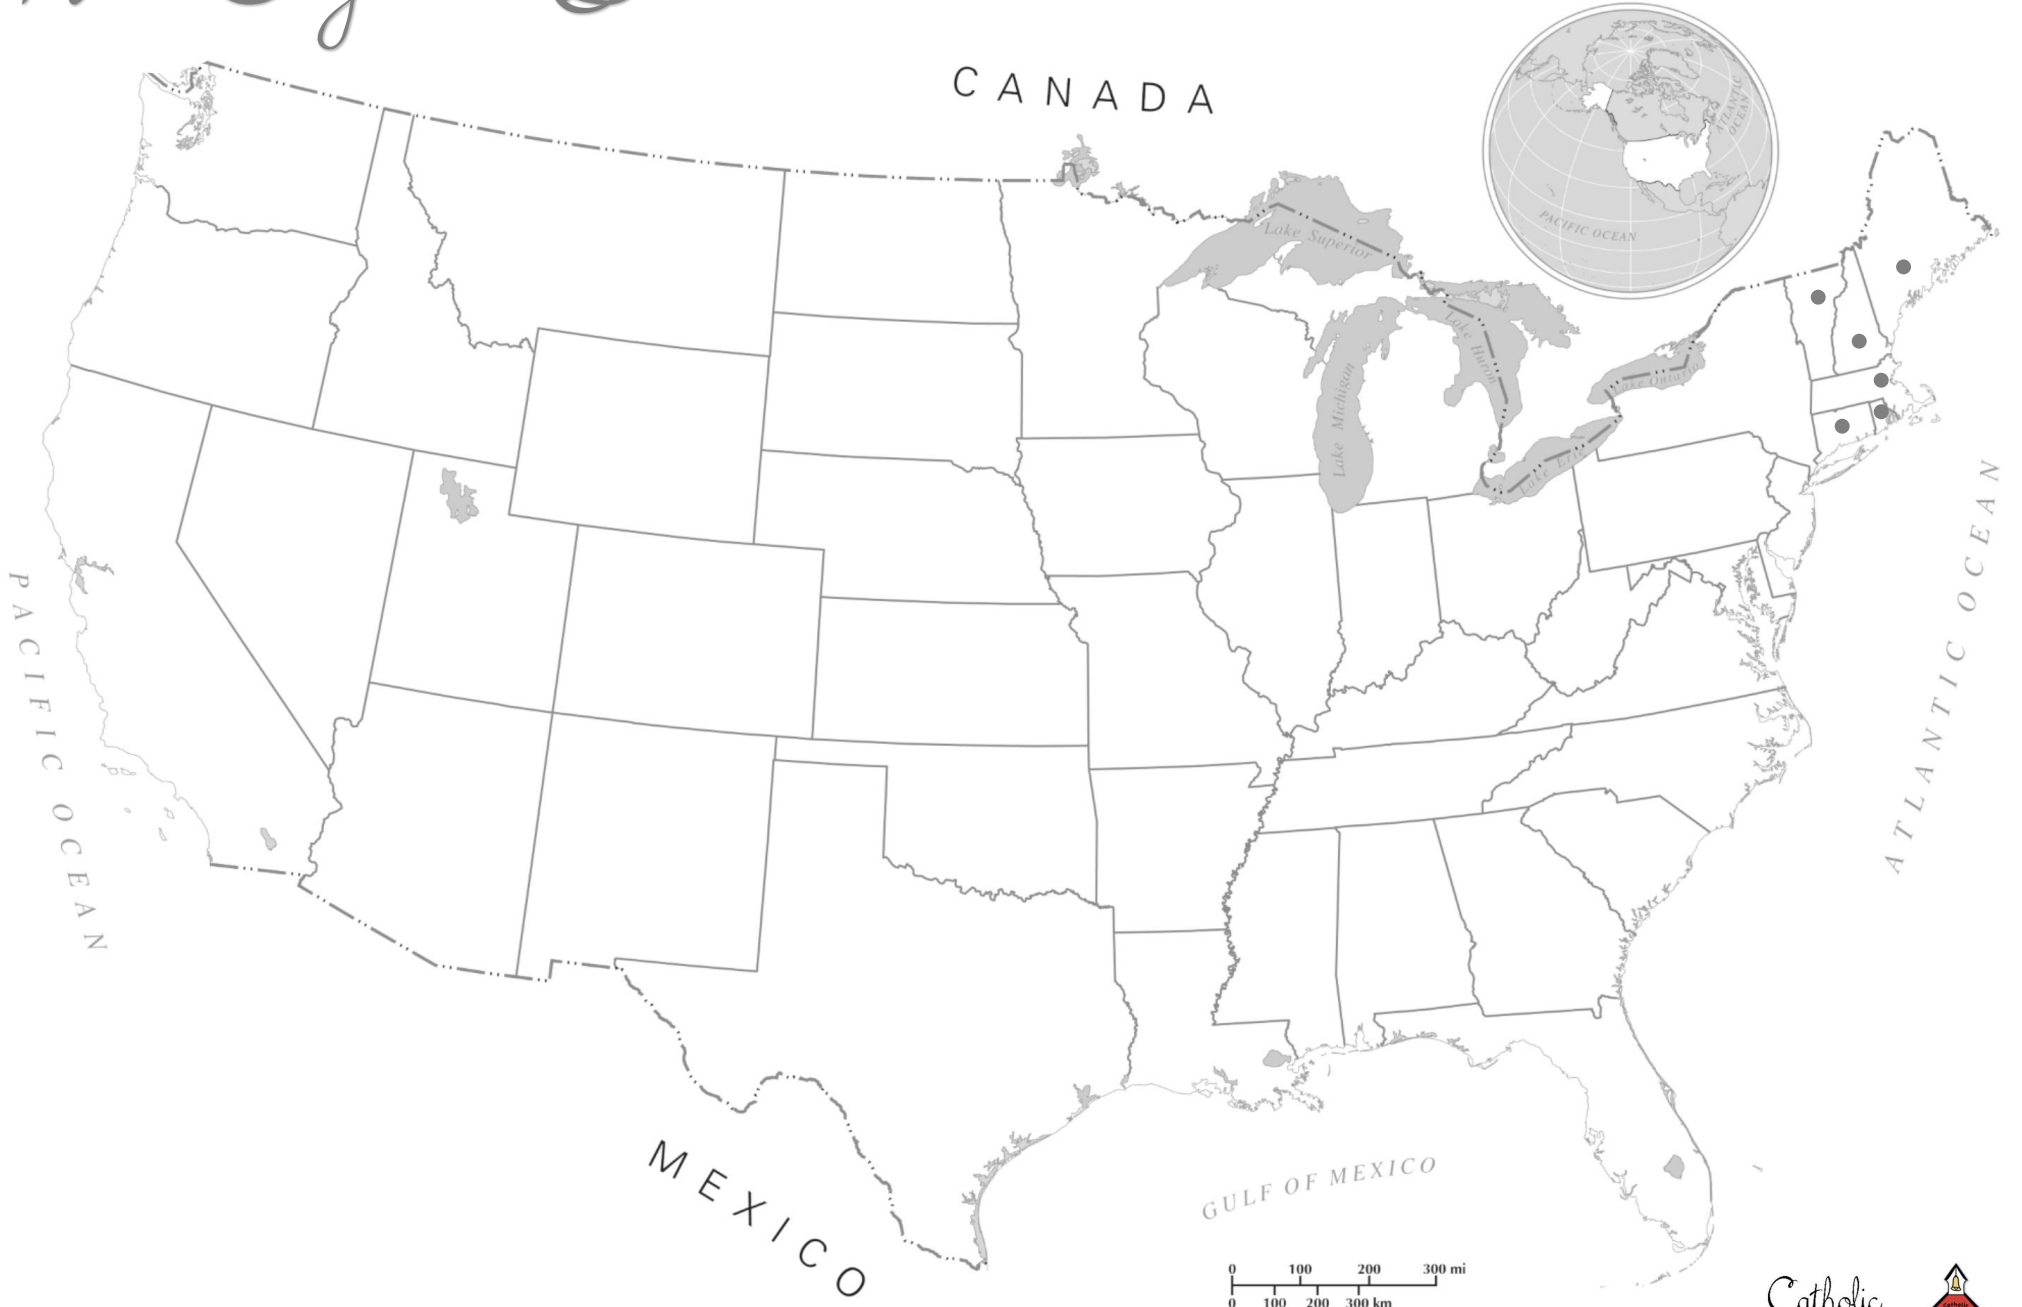 CANADA
ATLANTIC
OCEAN
PACIFIC OCEAN
Lake Superior
Lake Michigan
Lake Huron
Lake Ontario
Lake Erie
PACIFIC OCEAN
ATLANTIC OCEAN
MEXICO
GULF OF MEXICO
0 100 200 300 mi
0 100 200 300 km
Catholic